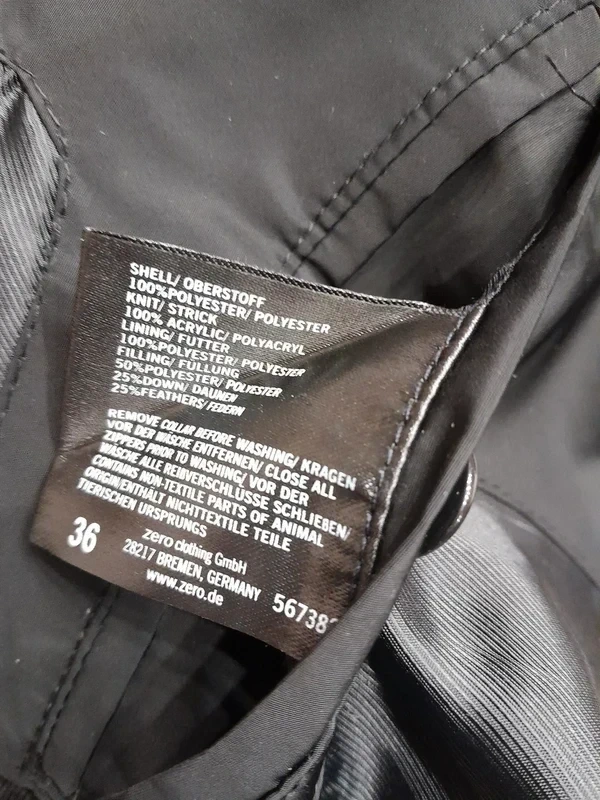 SHELL/ OBERSTOFF
100%POLYESTER/ POLYESTER
KNIT/ STRICK
100% ACRYLIC/ POLYACRYL
LINING/ FUTTER
100%POLYESTER/ POLYESTER
FILLING/ FÜLLUNG
50%POLYESTER/ POLYESTER
25%DOWN/ DAUNEN
25%FEATHERS/ FEDERN
REMOVE COLLAR BEFORE WASHING/ KRAGEN
VOR DER WÄSCHE ENTFERNEN/ CLOSE ALL
ZIPPERS PRIOR TO WASHING/ VOR DER
WÄSCHE ALLE REIßVERSCHLÜSSE SCHLIEßEN/
CONTAINS NON-TEXTILE PARTS OF ANIMAL
ORIGIN/ENTHÄLT NICHTTEXTILE TEILE
TIERISCHEN URSPRUNGS
36
zero clothing GmbH
28217 BREMEN, GERMANY
www.zero.de